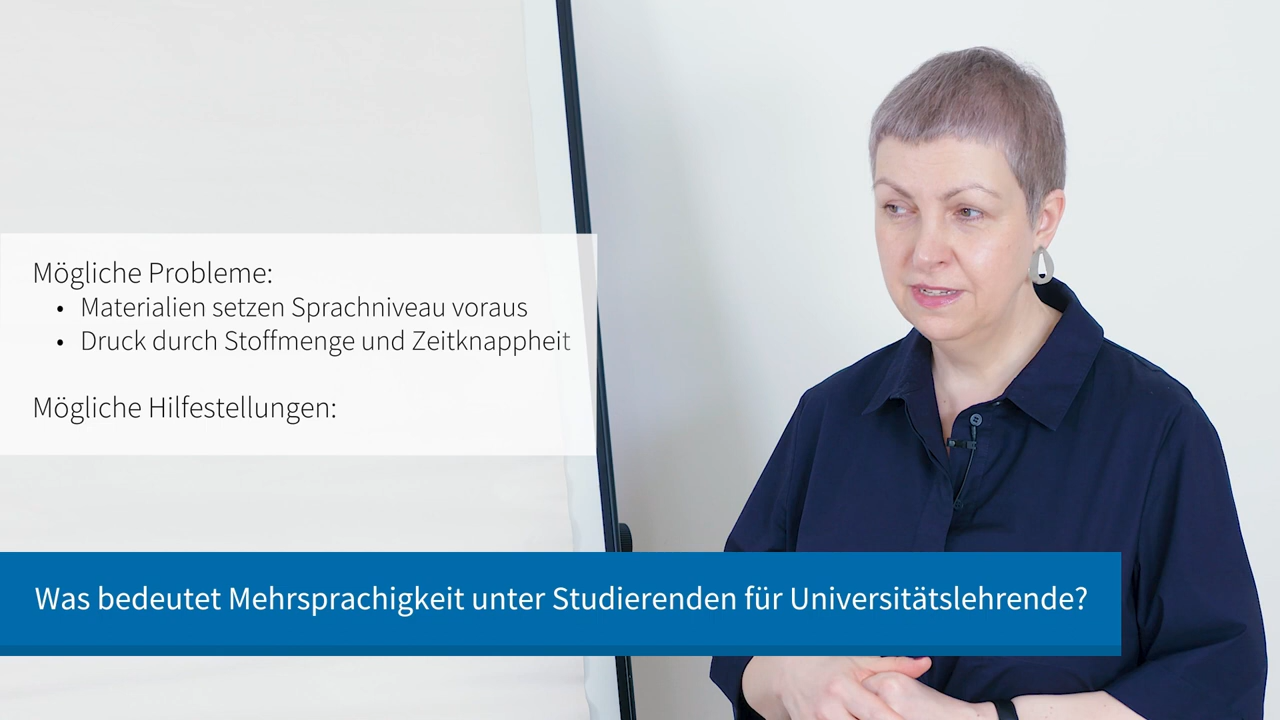 Mögliche Probleme:
• Materialien setzen Sprachniveau voraus
• Druck durch Stoffmenge und Zeitknappheit
Mögliche Hilfestellungen:
Was bedeutet Mehrsprachigkeit unter Studierenden für Universitätslehrende?